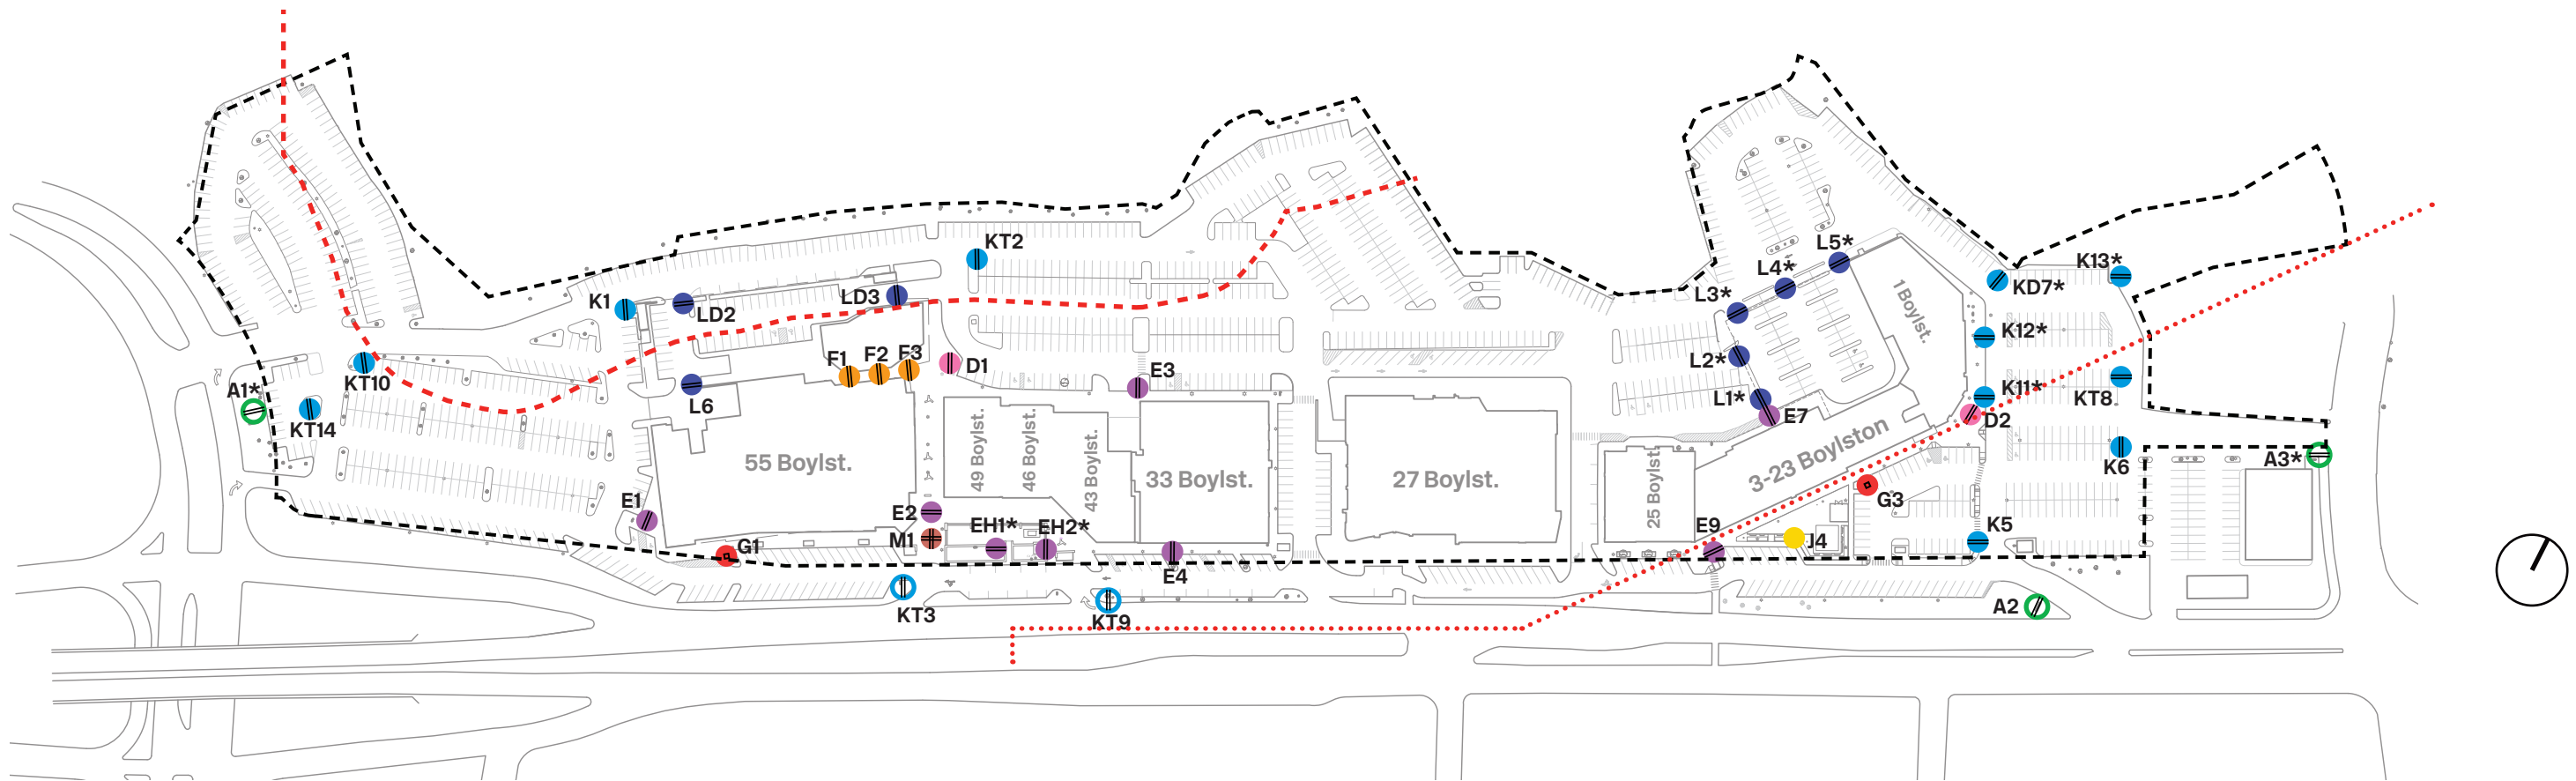 L5*
KT2
K13*
L4*
KD7*
K1
LD2
LD3
L3*
1 Boylst.
K12*
F1
F2
F3
D1
E3
L2*
KT10
A1*
L6
K11*
KT8
L1*
E7
D2
KT14
55 Boylst.
49 Boylst.
46 Boylst.
43 Boylst.
33 Boylst.
27 Boylst.
25 Boylst.
3-23 Boylston
A3*
K6
G3
E1
E2
EH1*
EH2*
E9
K5
M1
G1
J4
E4
KT3
KT9
A2